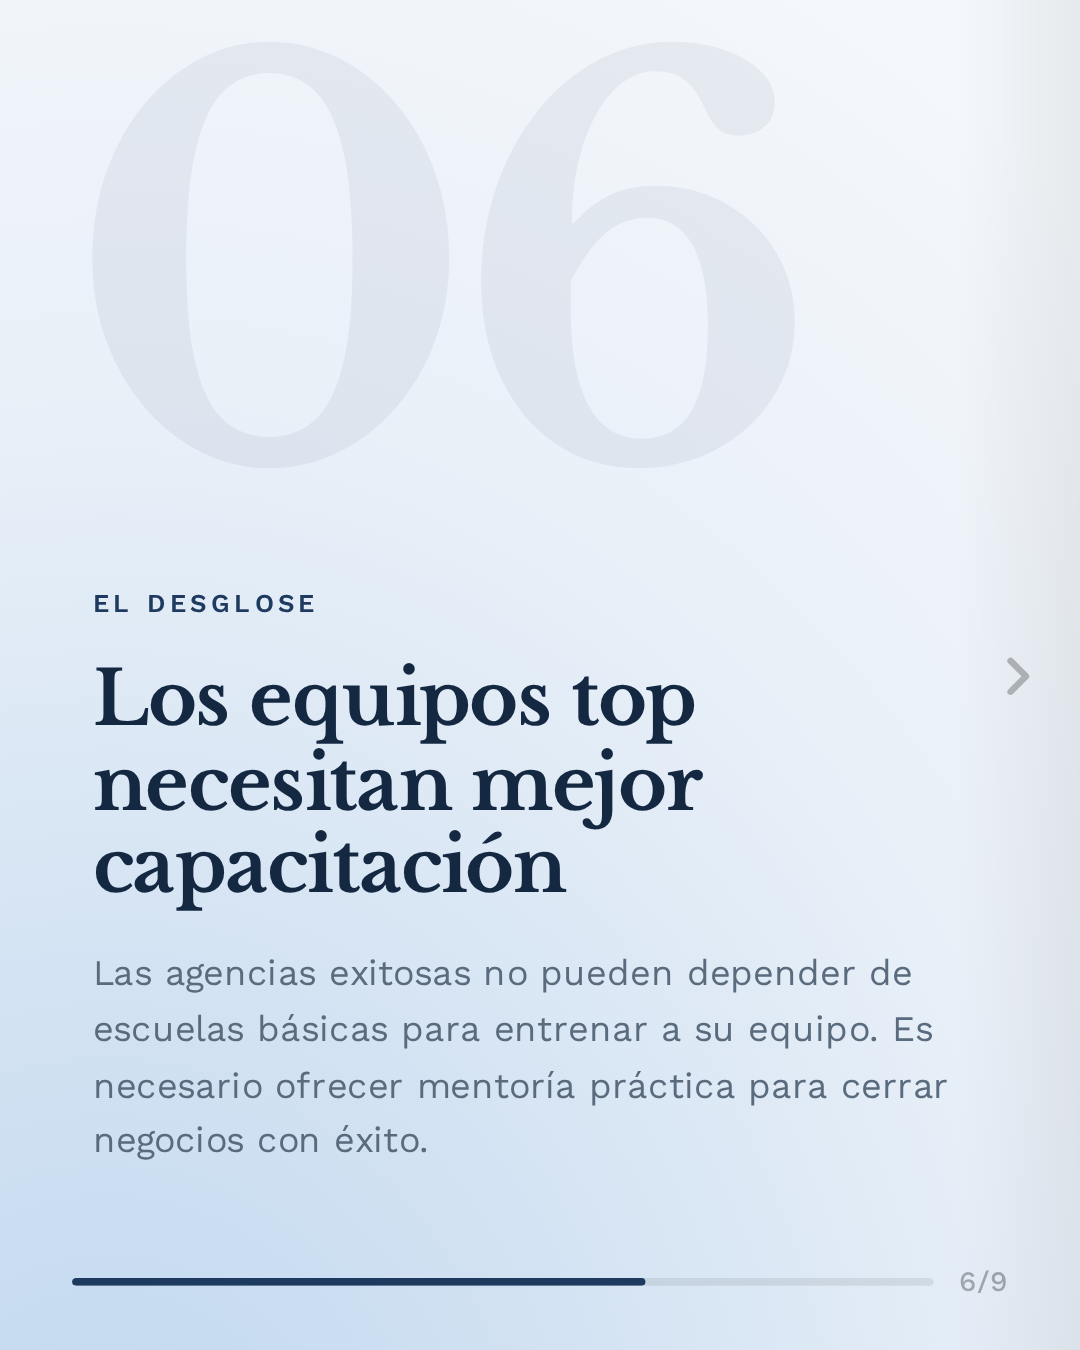 06
EL DESGLOSE
Los equipos top
necesitan mejor
capacitación
Las agencias exitosas no pueden depender de
escuelas básicas para entrenar a su equipo. Es
necesario ofrecer mentoría práctica para cerrar
negocios con éxito.
6/9